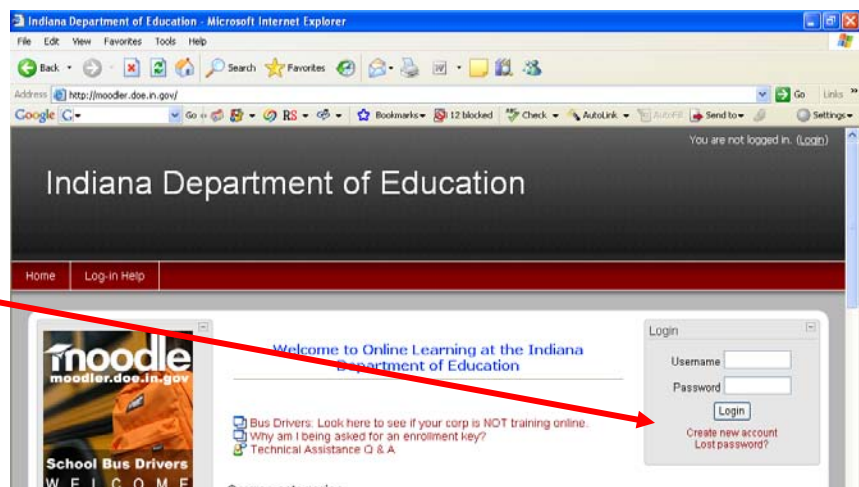 Indiana Department of Education - Microsoft Internet Explorer
File Edit View Favorites Tools Help
Back Search Favorites
Address http://moodler.doe.in.gov/ Go Links »
Google G Go RS Bookmarks 12 blocked Check AutoLink AutoFill Send to Settings
You are not logged in. (Login)
Indiana Department of Education
Home Log-in Help
moodle
moodler.doe.in.gov
School Bus Drivers
WELCOME
Welcome to Online Learning at the Indiana
Department of Education
Bus Drivers: Look here to see if your corp is NOT training online.
Why am I being asked for an enrollment key?
Technical Assistance Q & A
Login
Username
Password
Login
Create new account
Lost password?